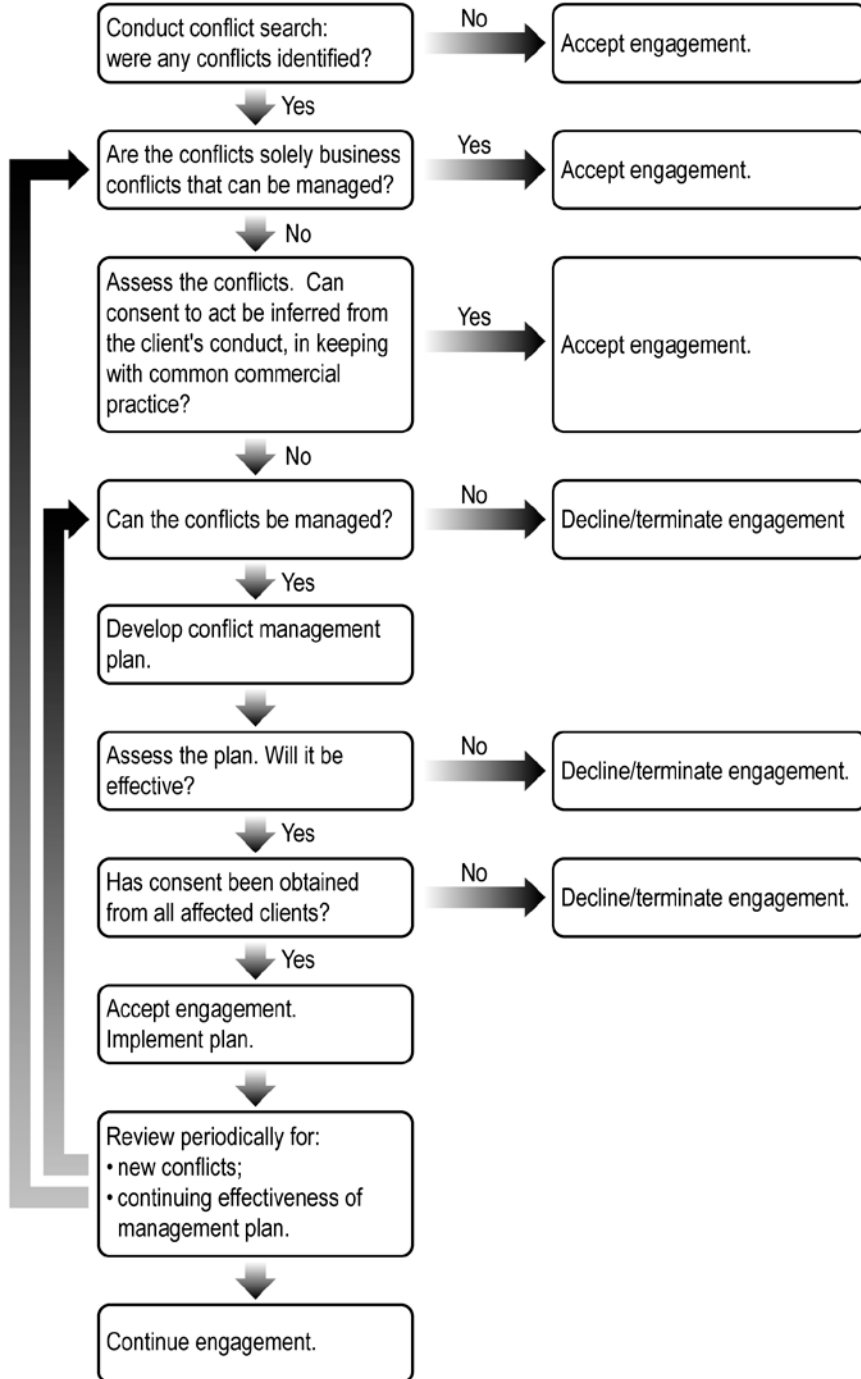 Conduct conflict search:
were any conflicts identified?
No
Accept engagement.
Yes
Are the conflicts solely business
conflicts that can be managed?
Yes
Accept engagement.
No
Assess the conflicts.  Can
consent to act be inferred from
the client's conduct, in keeping
with common commercial
practice?
Yes
Accept engagement.
No
Can the conflicts be managed?
No
Decline/terminate engagement
Yes
Develop conflict management
plan.
Assess the plan. Will it be
effective?
No
Decline/terminate engagement.
Yes
Has consent been obtained
from all affected clients?
No
Decline/terminate engagement.
Yes
Accept engagement.
Implement plan.
Review periodically for:
• new conflicts;
• continuing effectiveness of
management plan.
Continue engagement.